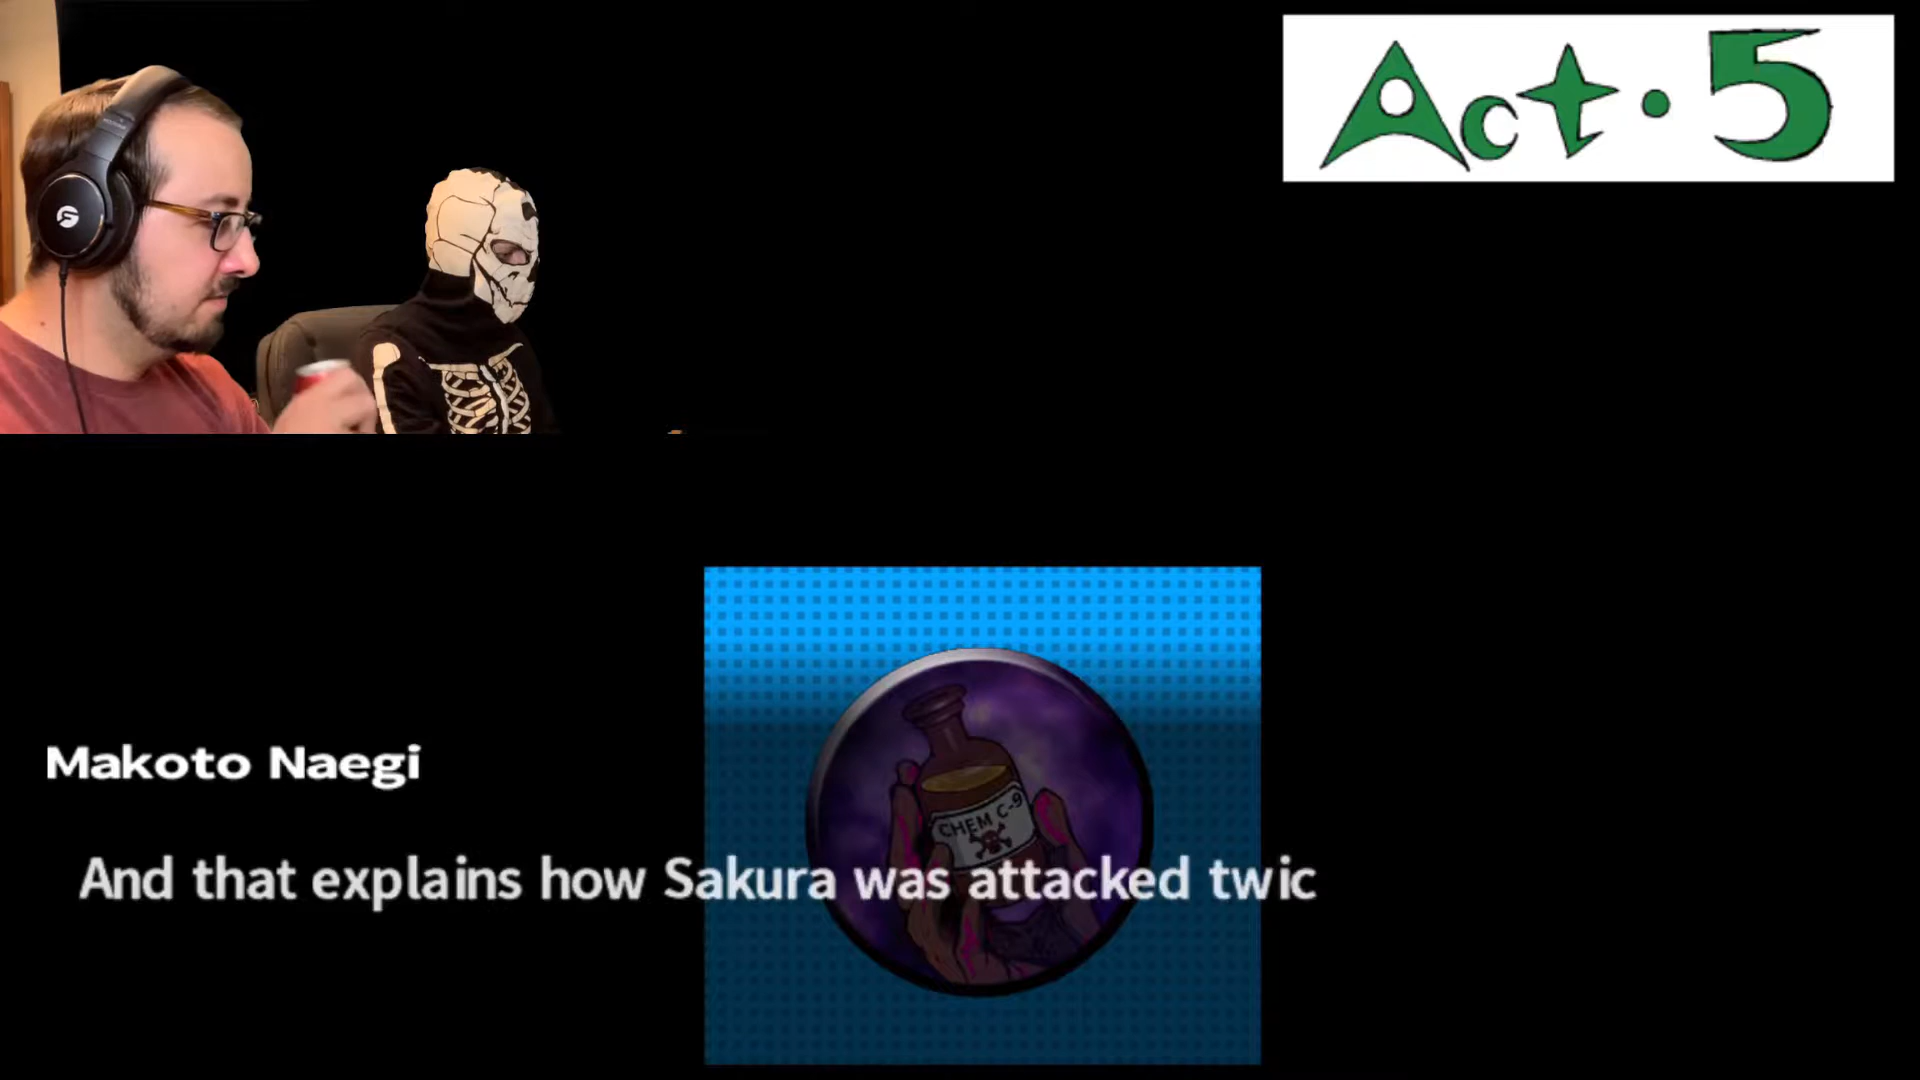 Act·5
Makoto Naegi
CHEM C-9
And that explains how Sakura was attacked twic